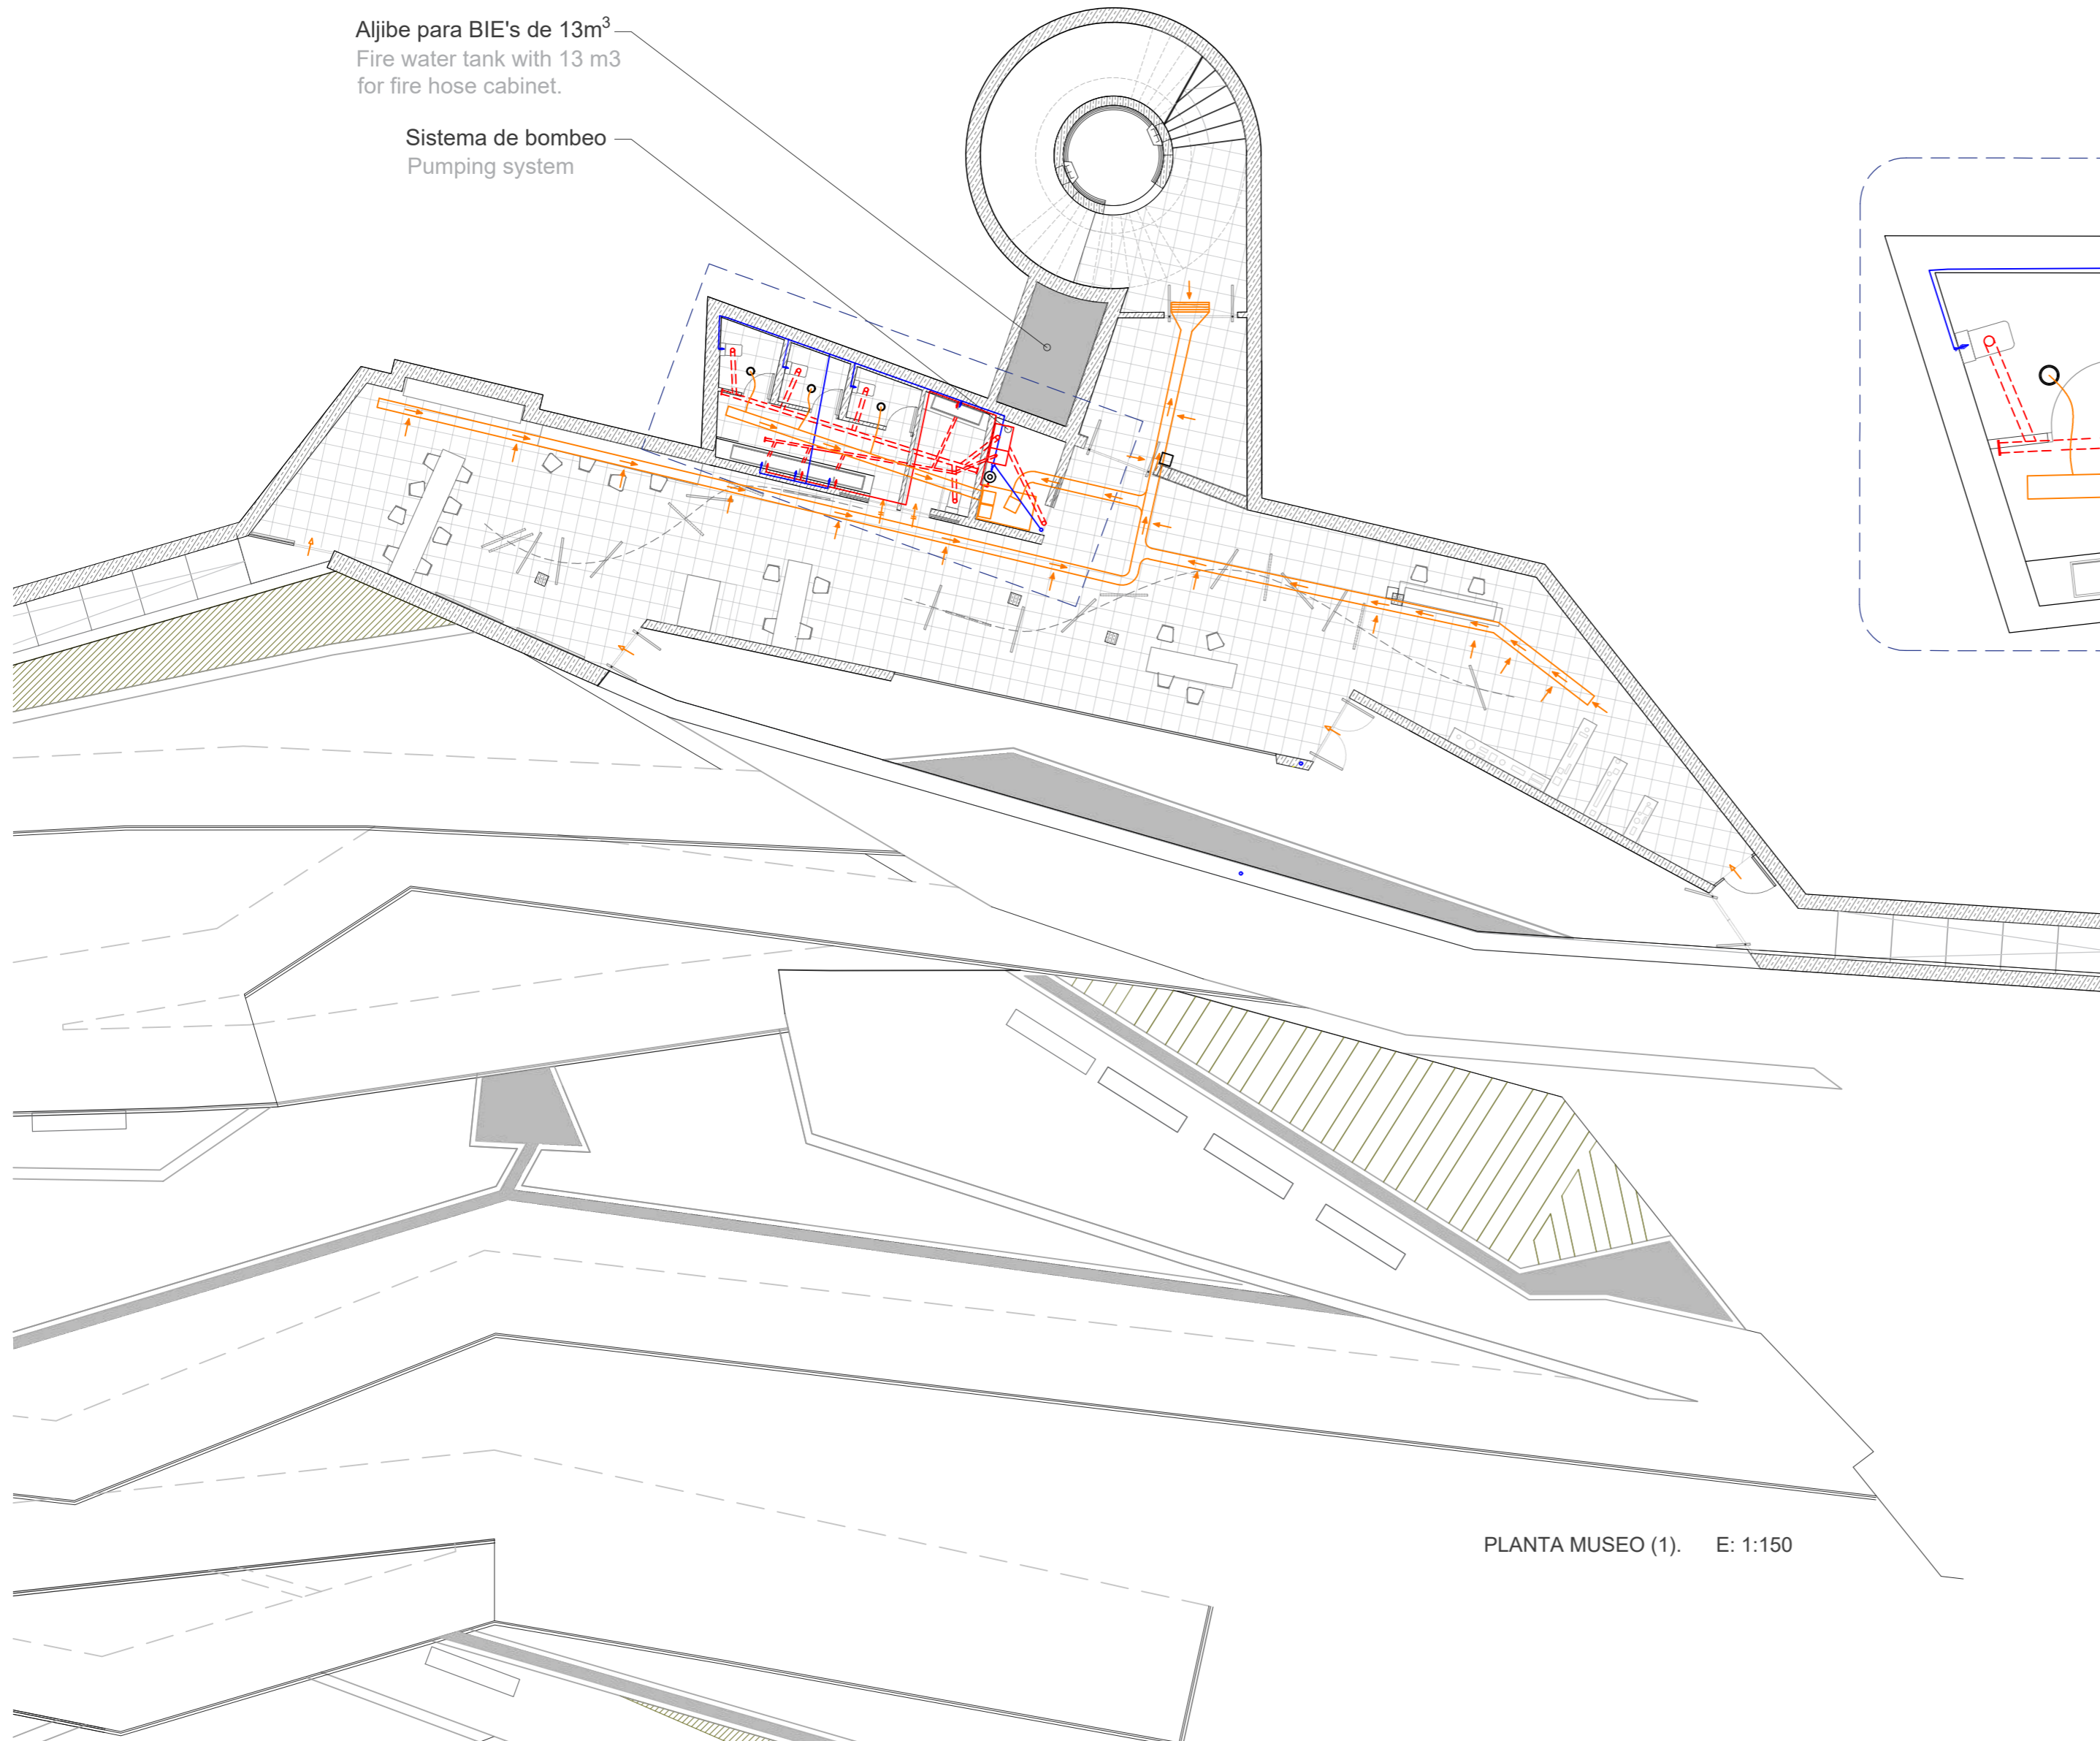 Aljibe para BIE's de 13m³
Fire water tank with 13 m3
for fire hose cabinet.
Sistema de bombeo
Pumping system
PLANTA MUSEO (1). E: 1:150